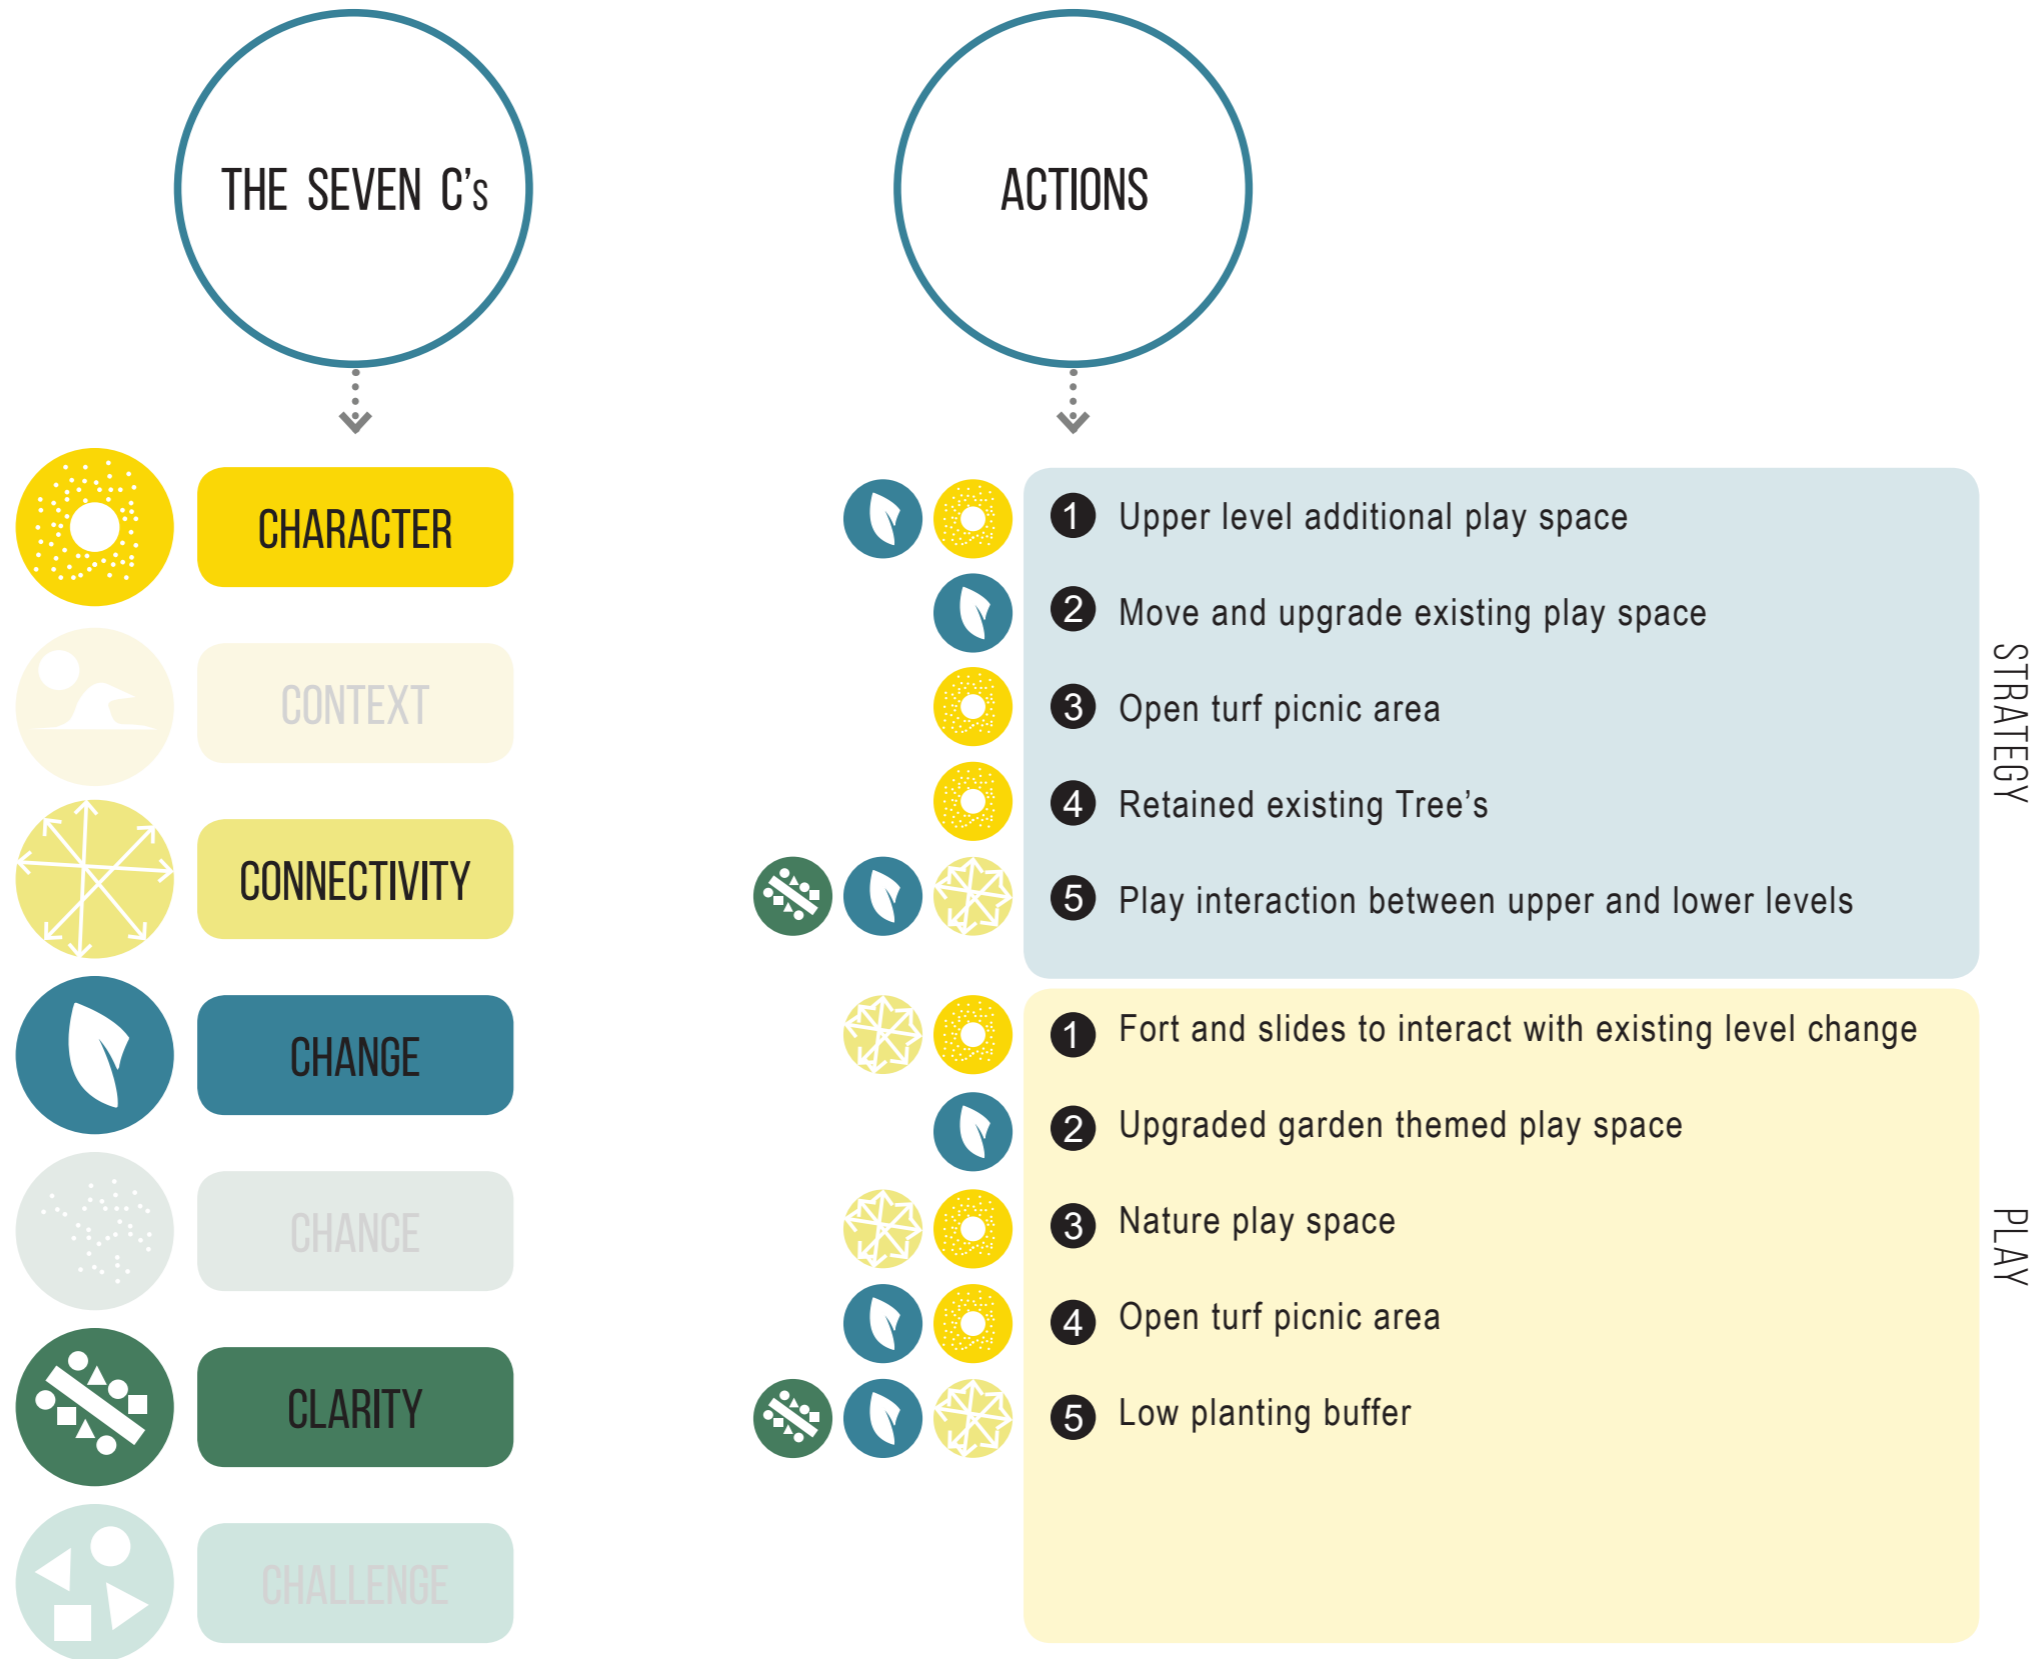 THE SEVEN C's
ACTIONS
CHARACTER
CONTEXT
CONNECTIVITY
CHANGE
CHANCE
CLARITY
CHALLENGE
1 Upper level additional play space
2 Move and upgrade existing play space
3 Open turf picnic area
4 Retained existing Tree’s
5 Play interaction between upper and lower levels
STRATEGY
1 Fort and slides to interact with existing level change
2 Upgraded garden themed play space
3 Nature play space
4 Open turf picnic area
5 Low planting buffer
PLAY